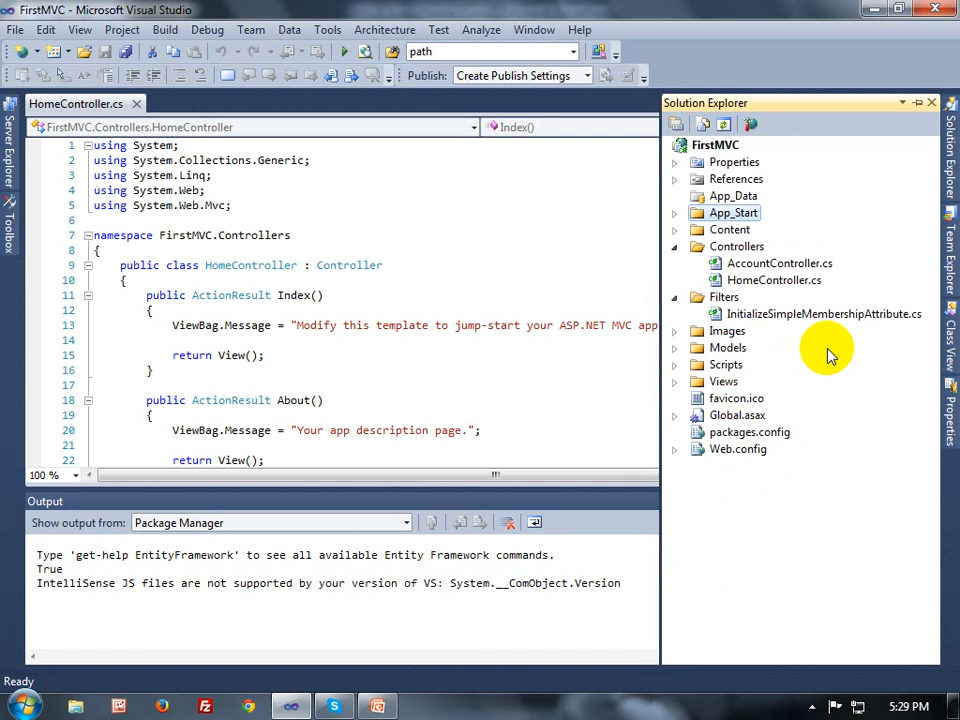 FirstMVC - Microsoft Visual Studio
File Edit View Project Build Debug Team Data Tools Architecture Test Analyze Window Help
path
Publish: Create Publish Settings
Server Explorer
Toolbox
HomeController.cs
FirstMVC.Controllers.HomeController Index()
1 using System;
2 using System.Collections.Generic;
3 using System.Linq;
4 using System.Web;
5 using System.Web.Mvc;
6
7 namespace FirstMVC.Controllers
8 {
9 public class HomeController : Controller
10 {
11 public ActionResult Index()
12 {
13 ViewBag.Message = "Modify this template to jump-start your ASP.NET MVC app
14
15 return View();
16 }
17
18 public ActionResult About()
19 {
20 ViewBag.Message = "Your app description page.";
21
22 return View();
100 %
Output
Show output from: Package Manager
Type 'get-help EntityFramework' to see all available Entity Framework commands.
True
IntelliSense JS files are not supported by your version of VS: System.__ComObject.Version
Solution Explorer
FirstMVC
Properties
References
App_Data
App_Start
Content
Controllers
AccountController.cs
HomeController.cs
Filters
InitializeSimpleMembershipAttribute.cs
Images
Models
Scripts
Views
favicon.ico
Global.asax
packages.config
Web.config
Solution Explorer
Team Explorer
Class View
Properties
Ready
5:29 PM